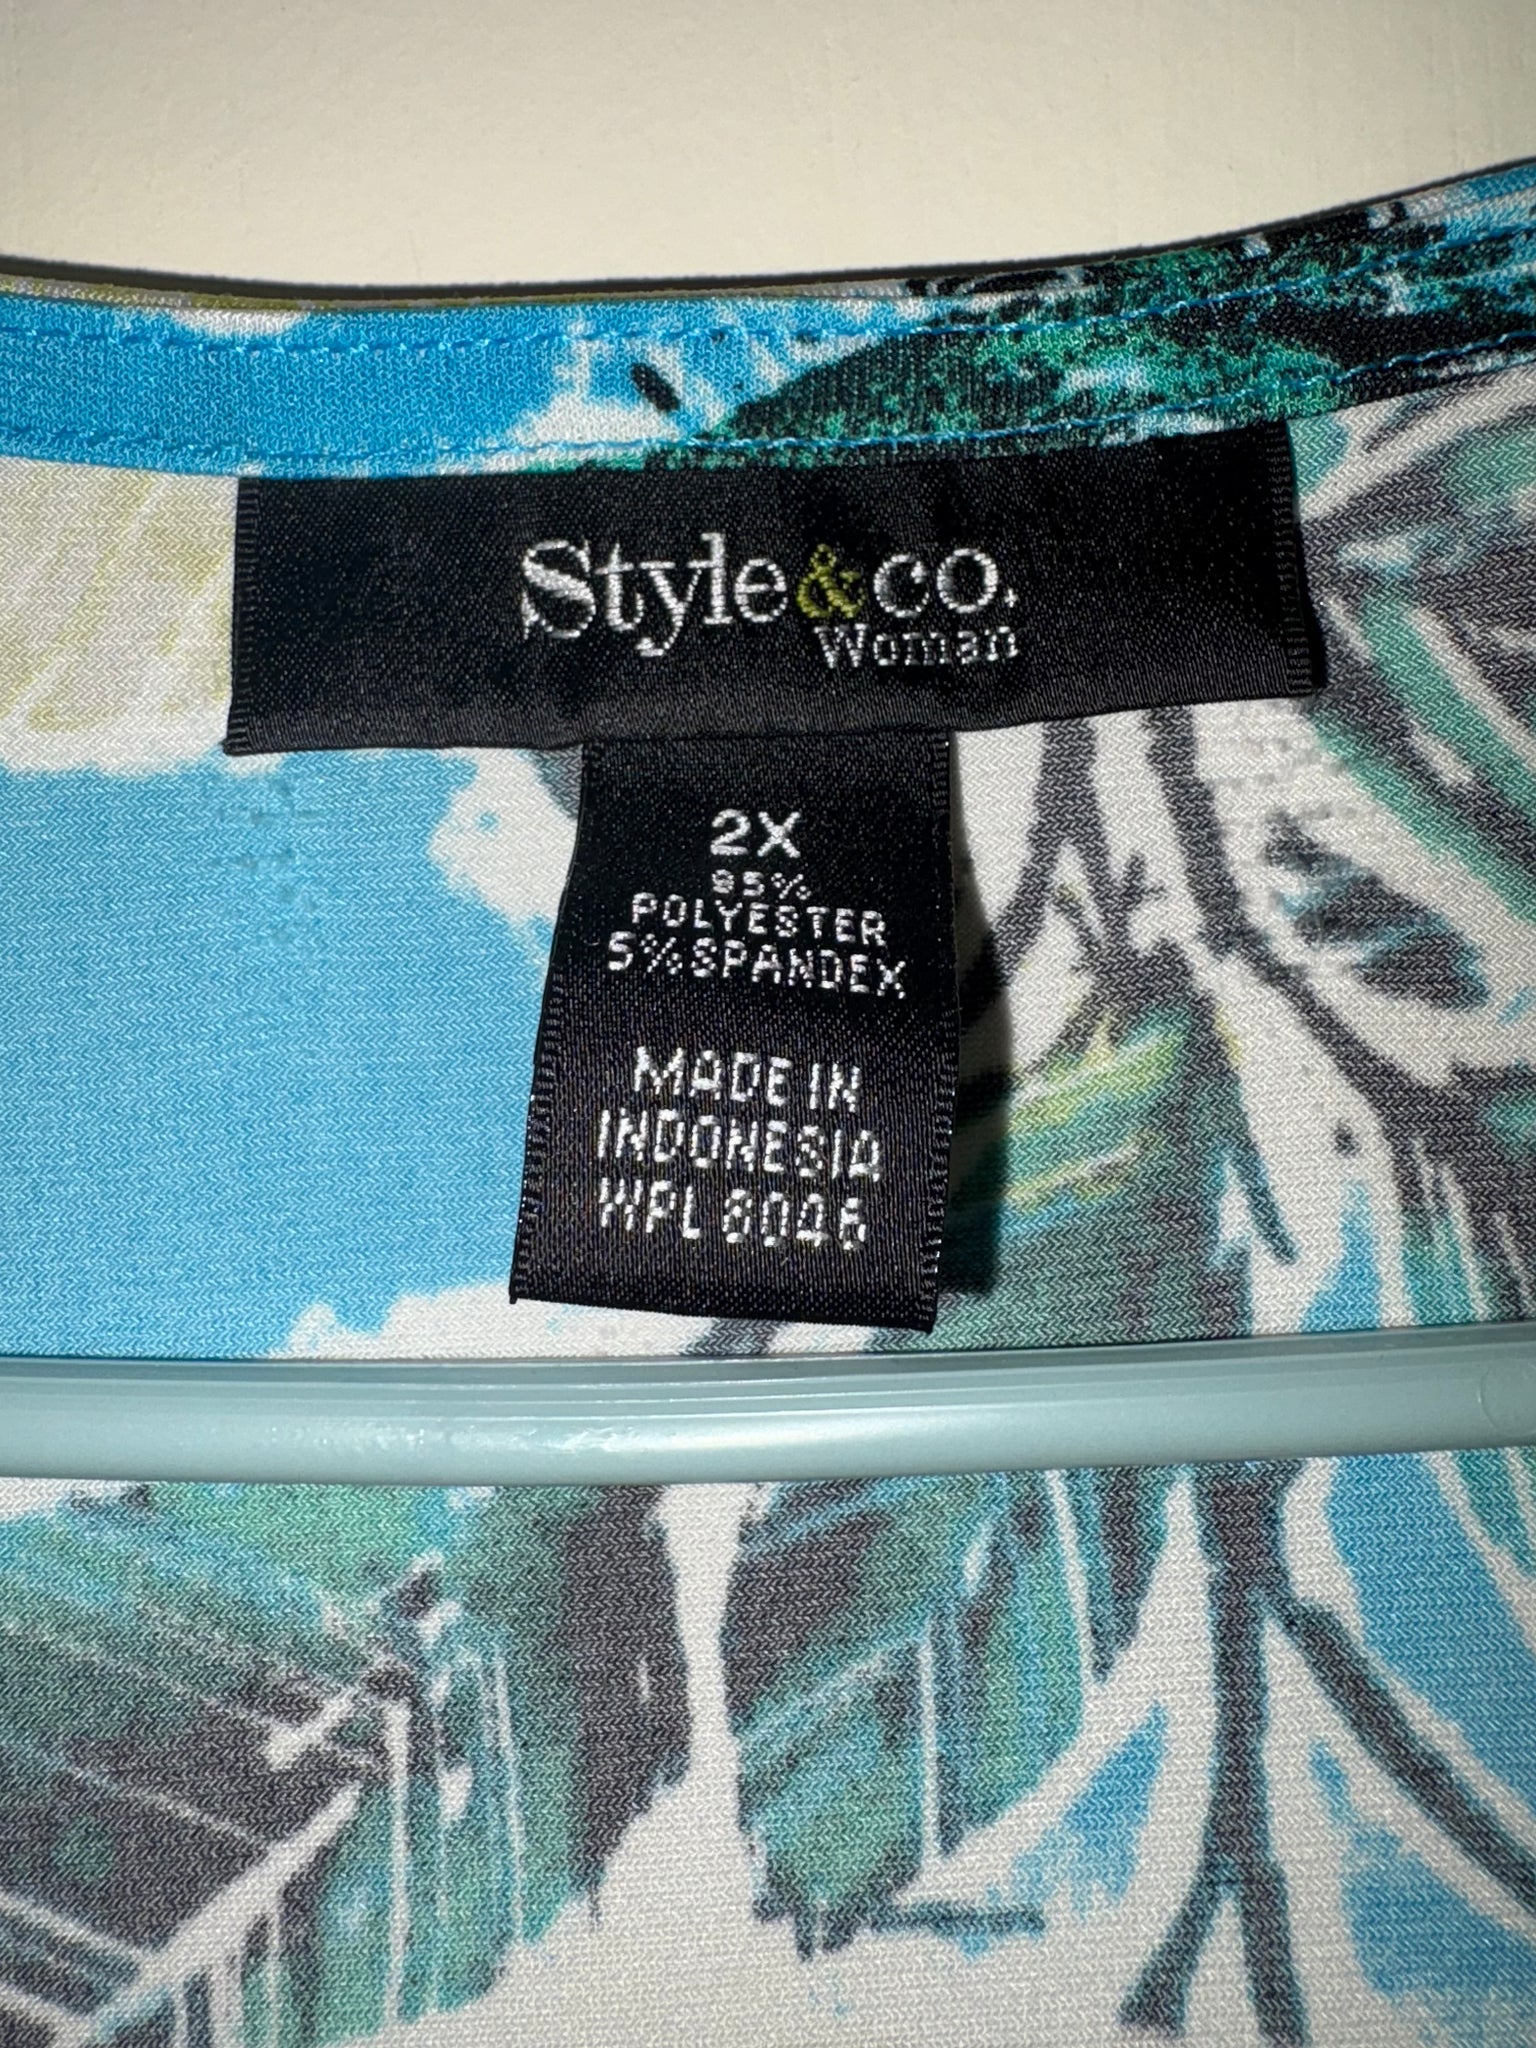 Style&co.
Woman
2X
95%
POLYESTER
5%SPANDEX
MADE IN
INDONESIA
WPL 8046